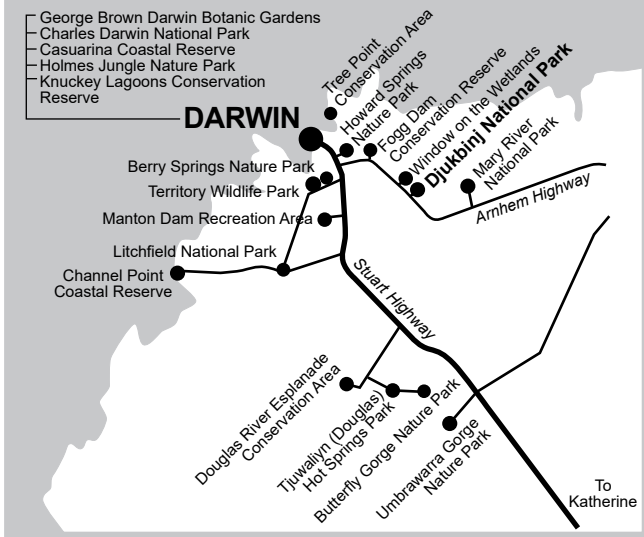 George Brown Darwin Botanic Gardens
Charles Darwin National Park
Casuarina Coastal Reserve
Holmes Jungle Nature Park
Knuckey Lagoons Conservation
Reserve
DARWIN
Tree Point
Conservation Area
Howard Springs
Nature Park
Fogg Dam
Conservation Reserve
Window on the Wetlands
Djukbinj National Park
Mary River
National Park
Arnhem Highway
Berry Springs Nature Park
Territory Wildlife Park
Manton Dam Recreation Area
Litchfield National Park
Channel Point
Coastal Reserve
Stuart Highway
Douglas River Esplanade
Conservation Area
Tjuwaliyn (Douglas)
Hot Springs Park
Butterfly Gorge Nature Park
Umbrawarra Gorge
Nature Park
To
Katherine